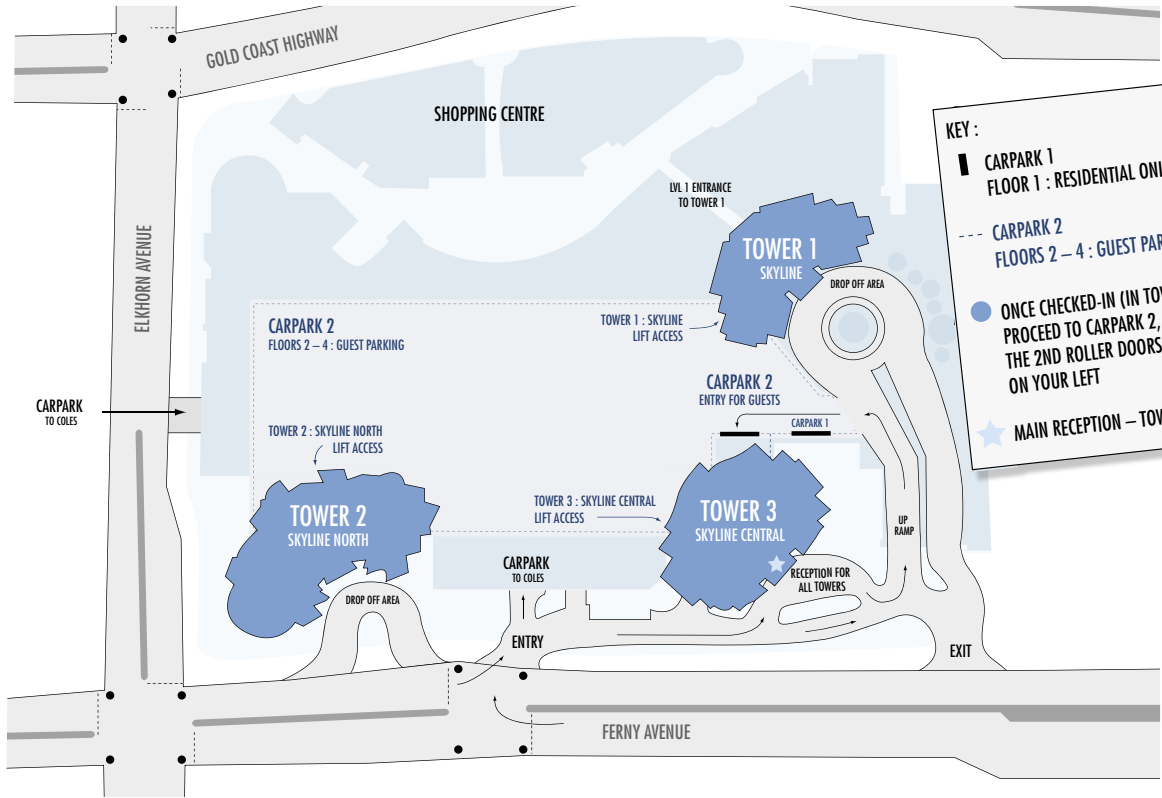 GOLD COAST HIGHWAY
SHOPPING CENTRE
KEY :
CARPARK 1
FLOOR 1 : RESIDENTIAL
CARPARK 2
FLOORS 2 – 4 : GUEST
ONCE CHECKED-IN (IN
PROCEED TO CARPARK 2,
THE 2ND ROLLER DOORS
ON YOUR LEFT
MAIN RECEPTION –
LVL 1 ENTRANCE
TO TOWER 1
ELKHORN AVENUE
TOWER 1
SKYLINE
DROP OFF AREA
CARPARK 2
FLOORS 2 – 4 : GUEST PARKING
TOWER 1 : SKYLINE
LIFT ACCESS
CARPARK 2
ENTRY FOR GUESTS
CARPARK 1
CARPARK
TO COLES
TOWER 2 : SKYLINE NORTH
LIFT ACCESS
TOWER 3 : SKYLINE CENTRAL
LIFT ACCESS
TOWER 2
SKYLINE NORTH
TOWER 3
SKYLINE CENTRAL
UP
RAMP
CARPARK
TO COLES
RECEPTION FOR
ALL TOWERS
DROP OFF AREA
ENTRY
EXIT
FERNY AVENUE